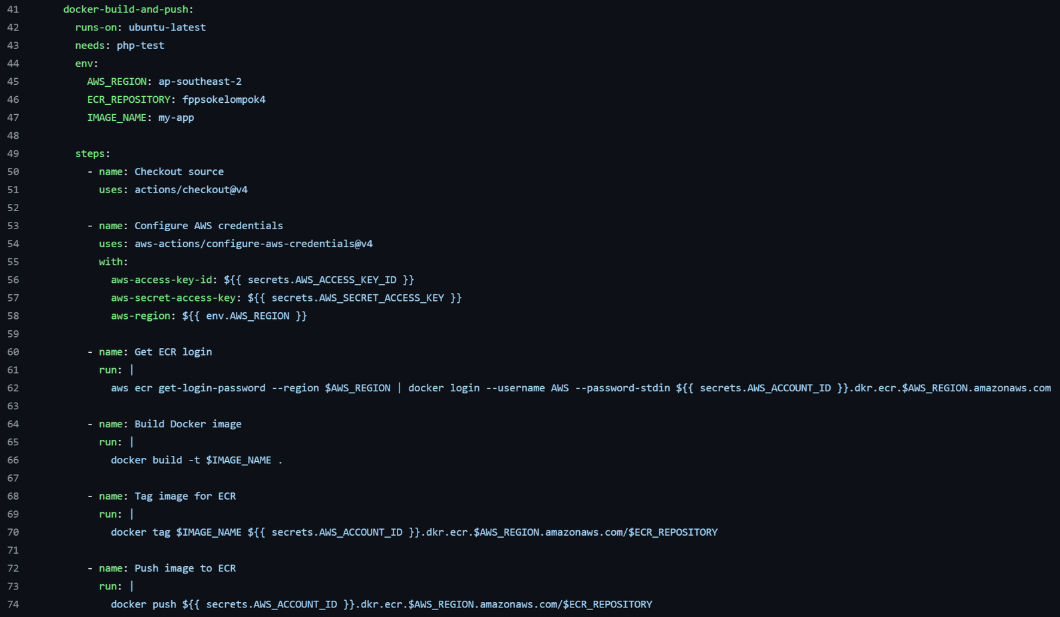 41 docker-build-and-push:
42 runs-on: ubuntu-latest
43 needs: php-test
44 env:
45 AWS_REGION: ap-southeast-2
46 ECR_REPOSITORY: fppsokelompok4
47 IMAGE_NAME: my-app
48
49 steps:
50 - name: Checkout source
51 uses: actions/checkout@v4
52
53 - name: Configure AWS credentials
54 uses: aws-actions/configure-aws-credentials@v4
55 with:
56 aws-access-key-id: ${{ secrets.AWS_ACCESS_KEY_ID }}
57 aws-secret-access-key: ${{ secrets.AWS_SECRET_ACCESS_KEY }}
58 aws-region: ${{ env.AWS_REGION }}
59
60 - name: Get ECR login
61 run: |
62 aws ecr get-login-password --region $AWS_REGION | docker login --username AWS --password-stdin ${{ secrets.AWS_ACCOUNT_ID }}.dkr.ecr.$AWS_REGION.amazonaws.com
63
64 - name: Build Docker image
65 run: |
66 docker build -t $IMAGE_NAME .
67
68 - name: Tag image for ECR
69 run: |
70 docker tag $IMAGE_NAME ${{ secrets.AWS_ACCOUNT_ID }}.dkr.ecr.$AWS_REGION.amazonaws.com/$ECR_REPOSITORY
71
72 - name: Push image to ECR
73 run: |
74 docker push ${{ secrets.AWS_ACCOUNT_ID }}.dkr.ecr.$AWS_REGION.amazonaws.com/$ECR_REPOSITORY